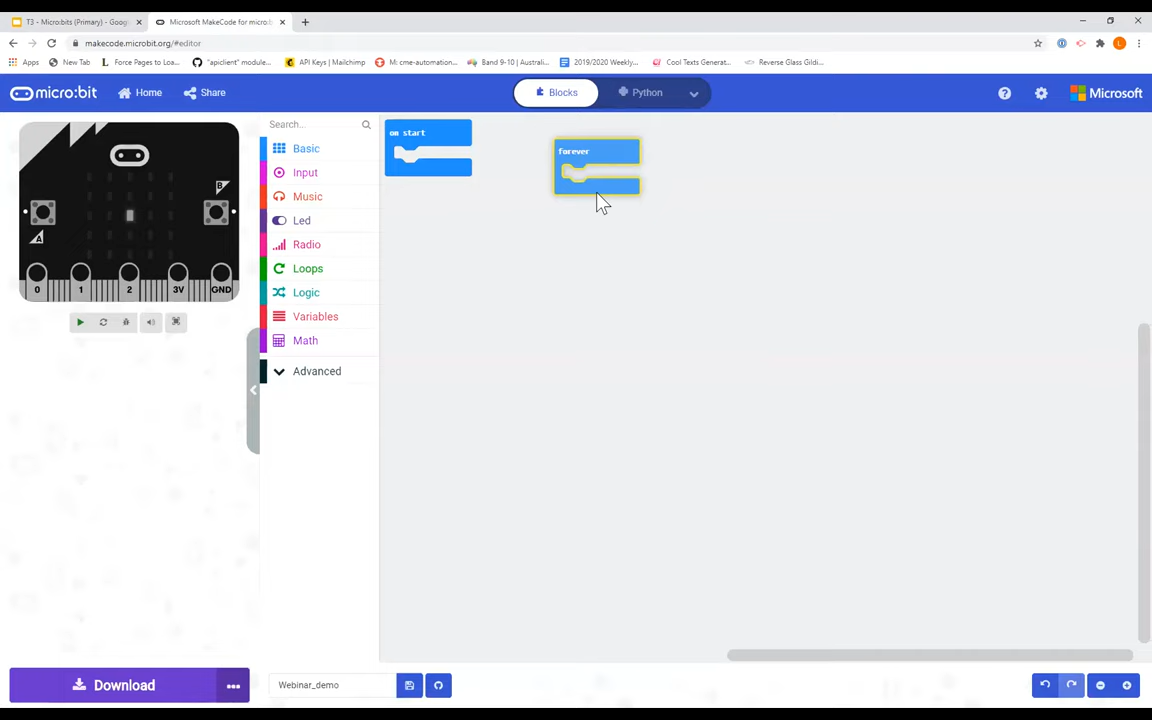 T3 - Micro:bits (Primary) - Goog
Microsoft MakeCode for micro:b
makecode.microbit.org/#editor
L
Apps
New Tab
Force Pages to Loa...
"apiclient" module...
API Keys | Mailchimp
M: cme-automation...
Band 9-10 | Australi...
2019/2020 Weekly...
Cool Texts Generat...
Reverse Glass Gildi...
micro:bit
Home
Share
Blocks
Python
Microsoft
Search...
Basic
Input
Music
Led
Radio
Loops
Logic
Variables
Math
Advanced
on start
forever
A
B
0
1
2
3V
GND
Download
Webinar_demo